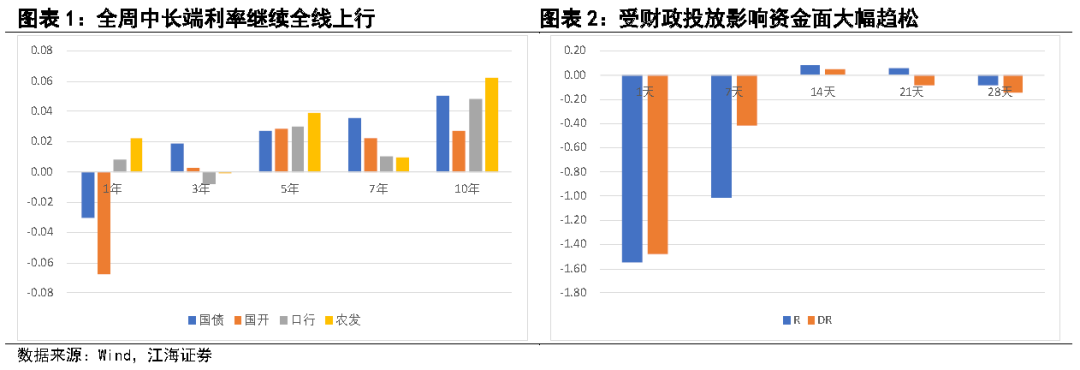 图表1：全周中长端利率继续全线上行
0.08
0.06
0.04
0.02
0.00
-0.02
-0.04
-0.06
-0.08
1年
3年
5年
7年
10年
国债
国开
口行
农发
图表2：受财政投放影响资金面大幅趋松
0.20
0.00
-0.20
-0.40
-0.60
-0.80
-1.00
-1.20
-1.40
-1.60
-1.80
1天
7天
14天
21天
28天
R
DR
数据来源：Wind，江海证券